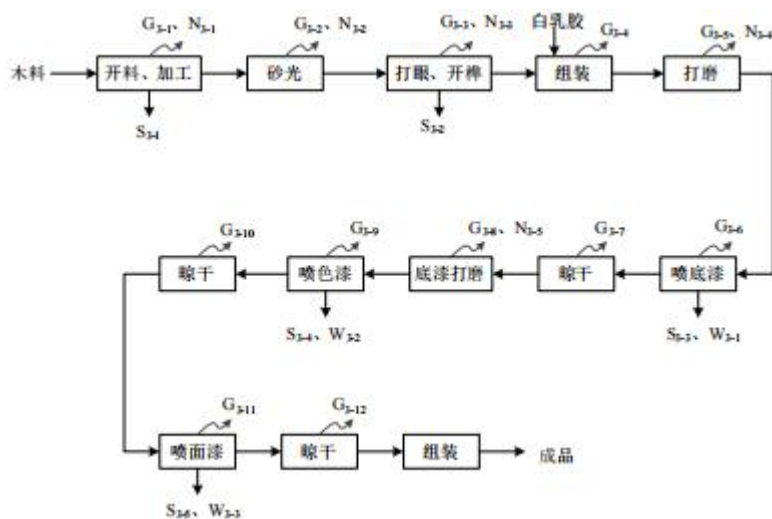 G3-1、N3-1
G3-2、N3-2
G3-3、N3-3
白乳胶
G3-4
G3-5、N3-4
木料
开料、加工
砂光
打眼、开榫
组装
打磨
S3-1
S3-2
G3-10
G3-9
G3-8、N3-5
G3-7
G3-6
晾干
喷色漆
底漆打磨
晾干
喷底漆
S3-4、W3-2
S3-3、W3-1
G3-11
G3-12
喷面漆
晾干
组装
成品
S3-5、W3-3